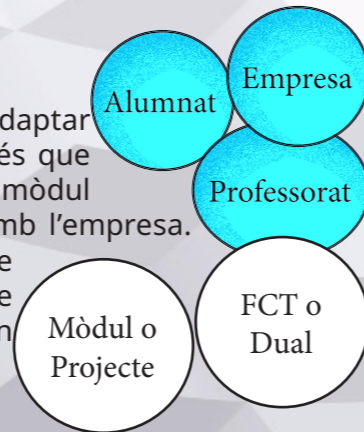 daptar
és que
mòdul
mb l’empresa.
e
e
n
Alumnat
Empresa
Professorat
Mòdul o
Projecte
FCT o
Dual